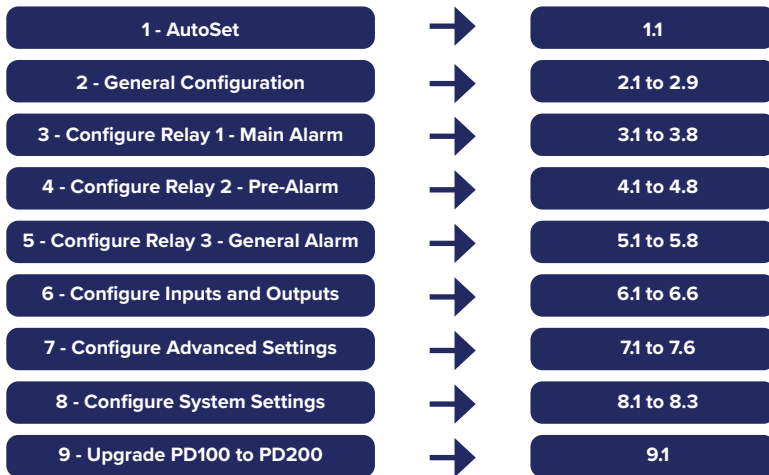 1 - AutoSet
1.1
2 - General Configuration
2.1 to 2.9
3 - Configure Relay 1 - Main Alarm
3.1 to 3.8
4 - Configure Relay 2 - Pre-Alarm
4.1 to 4.8
5 - Configure Relay 3 - General Alarm
5.1 to 5.8
6 - Configure Inputs and Outputs
6.1 to 6.6
7 - Configure Advanced Settings
7.1 to 7.6
8 - Configure System Settings
8.1 to 8.3
9 - Upgrade PD100 to PD200
9.1